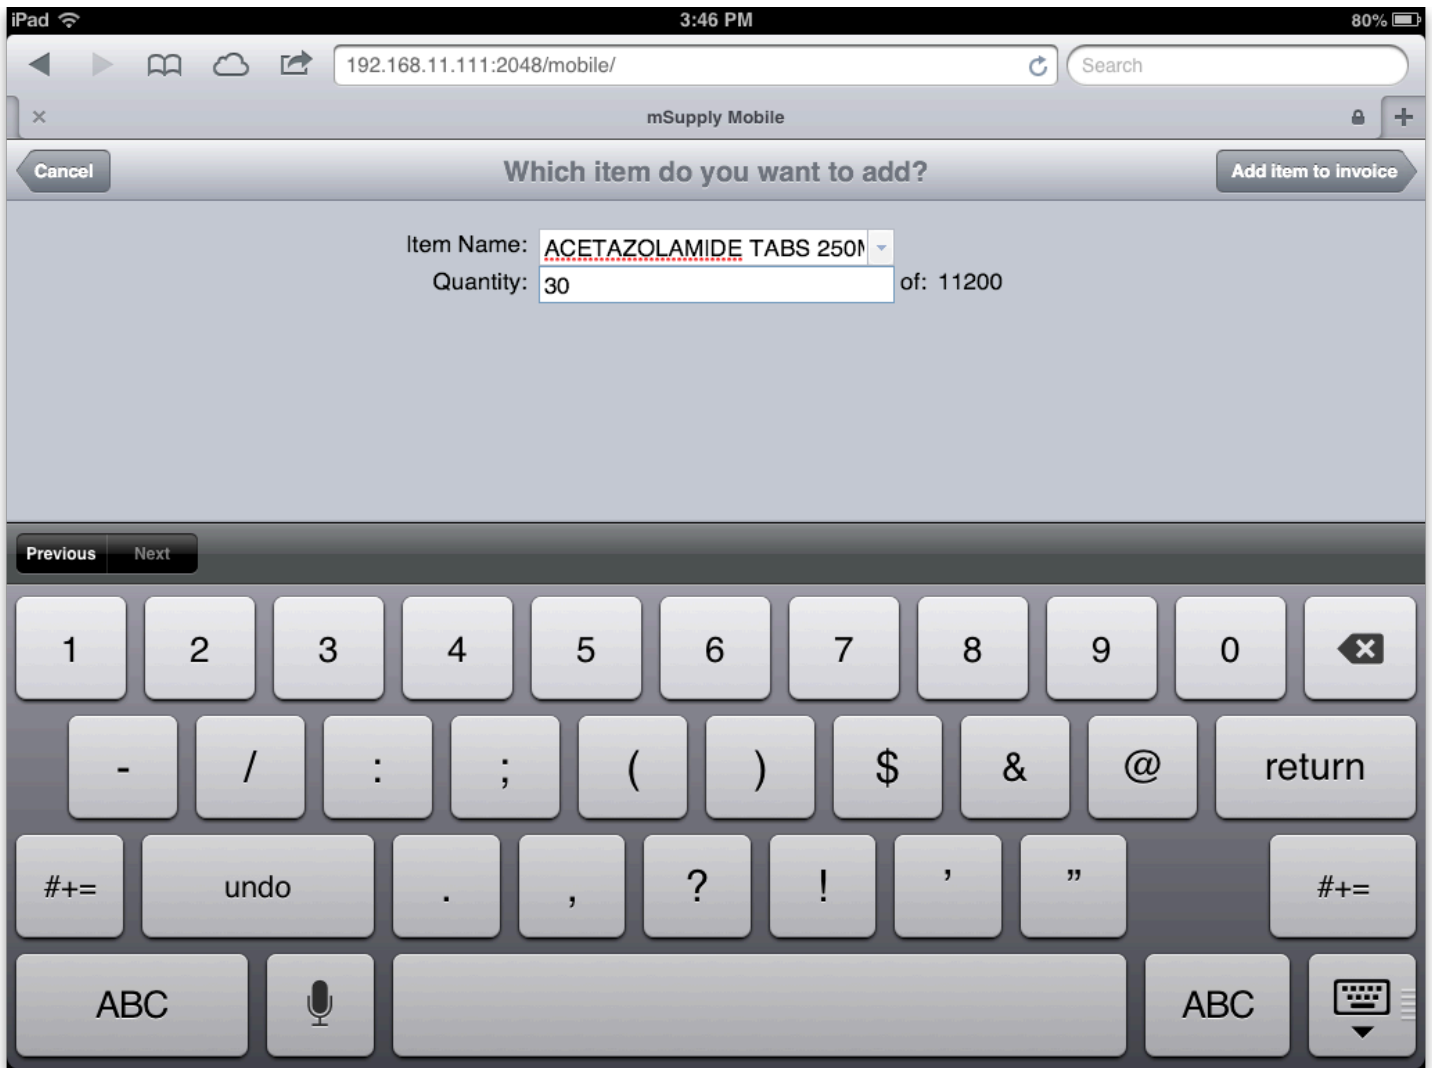 iPad 3:46 PM 80%
192.168.11.111:2048/mobile/ Search
mSupply Mobile
Cancel Which item do you want to add? Add item to invoice
Item Name: ACETAZOLAMIDE TABS 250
Quantity: 30 of: 11200
Previous Next
1 2 3 4 5 6 7 8 9 0
- / : ; ( ) $ & @ return
#+= undo . , ? ! ’ ” #+=
ABC ABC